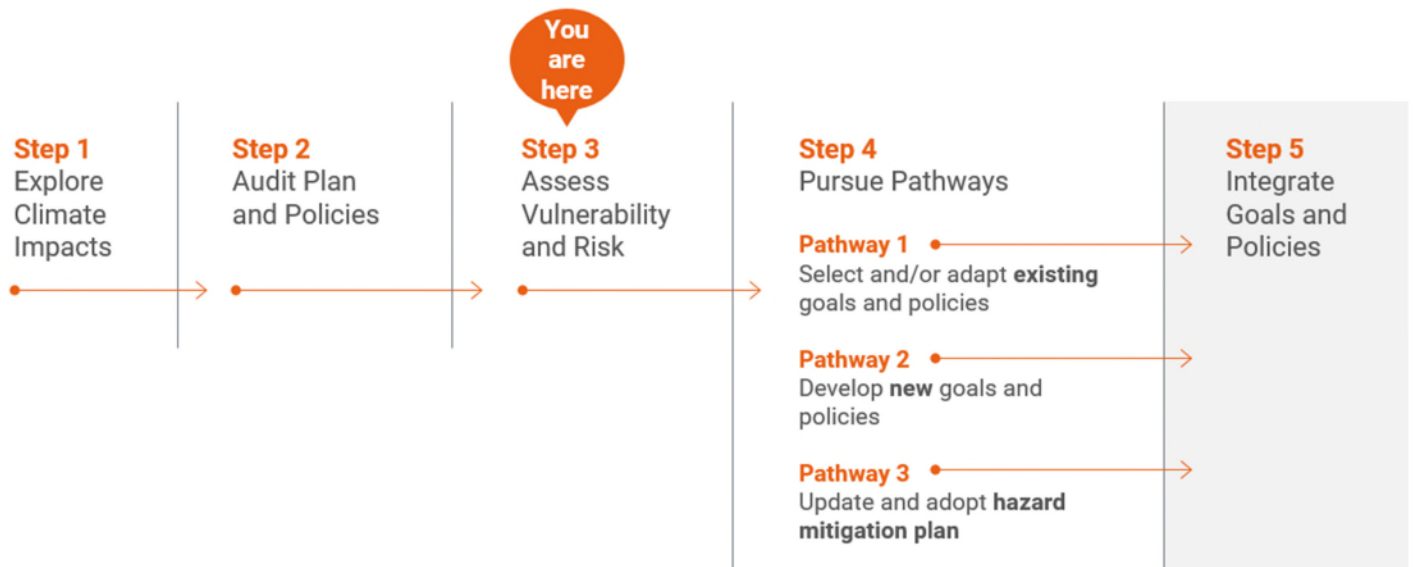 You
are
here
Step 1
Explore
Climate
Impacts
Step 2
Audit Plan
and Policies
Step 3
Assess
Vulnerability
and Risk
Step 4
Pursue Pathways
Pathway 1
Select and/or adapt existing
goals and policies
Pathway 2
Develop new goals and
policies
Pathway 3
Update and adopt hazard
mitigation plan
Step 5
Integrate
Goals and
Policies